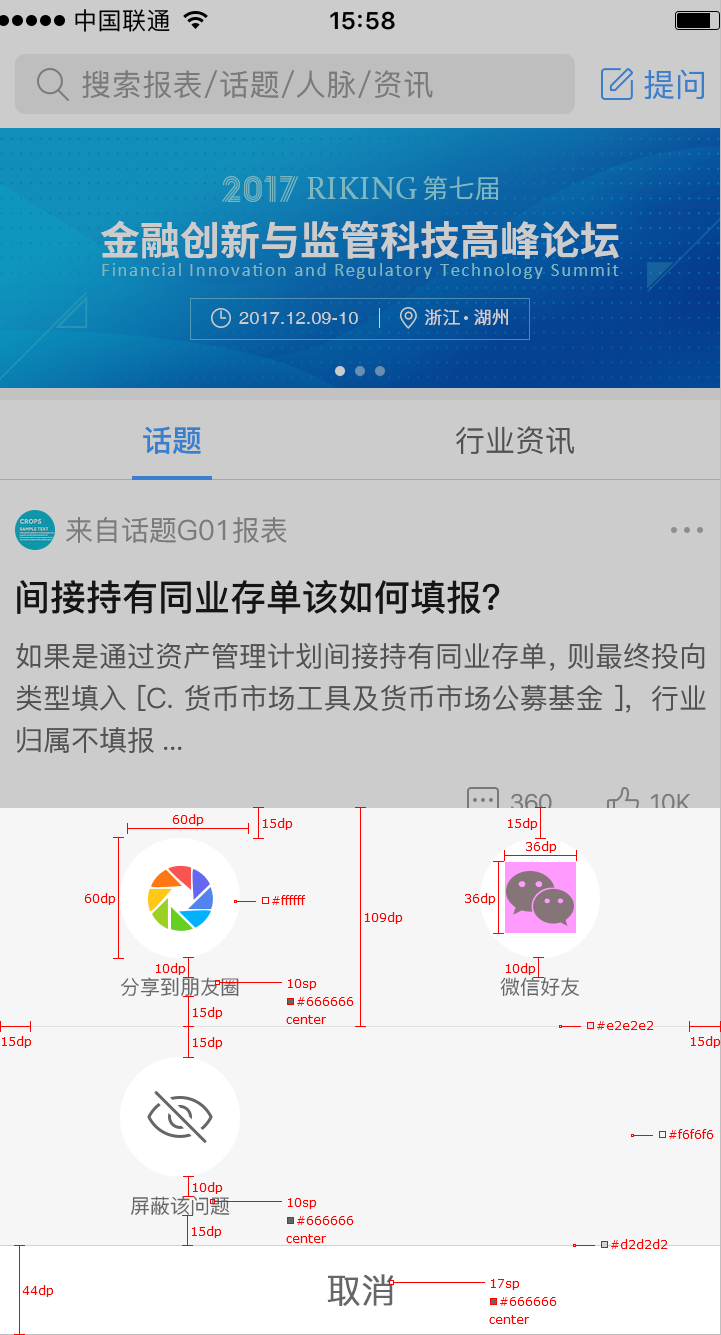 中国联通 15:58
搜索报表/话题/人脉/资讯 提问
2017 RIKING 第七届
金融创新与监管科技高峰论坛
Financial Innovation and Regulatory Technology Summit
2017.12.09-10 浙江•湖州
话题 行业资讯
CROPS
SAMPLE TEXT
来自话题G01报表
间接持有同业存单该如何填报?
如果是通过资产管理计划间接持有同业存单, 则最终投向
类型填入 [C. 货币市场工具及货币市场公募基金 ], 行业
归属不填报 ...
360 10K
60dp 15dp 15dp
36dp
60dp #ffffff 36dp
109dp
10dp 10dp
分享到朋友圈 10sp 微信好友
#666666
15dp center
15dp 15dp #e2e2e2 15dp
#f6f6f6
10dp
屏蔽该问题 10sp
#666666
15dp center
#d2d2d2
44dp 取消 17sp
#666666
center